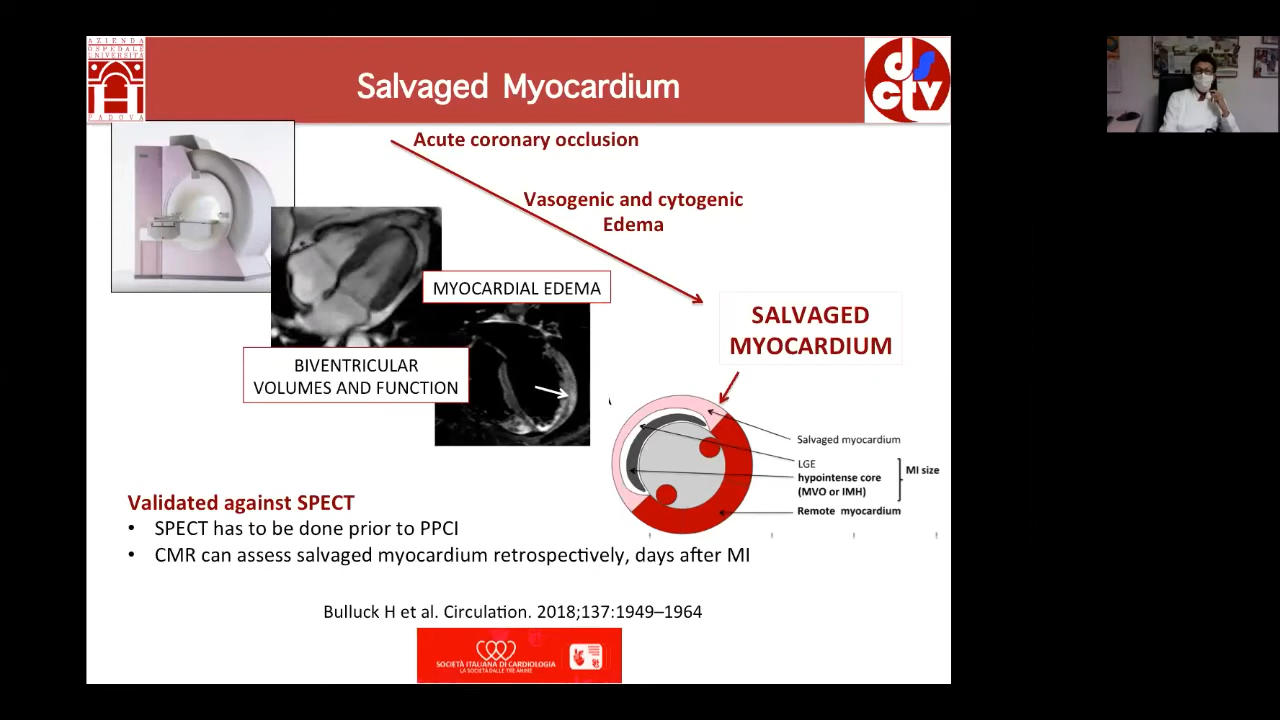 AZIENDA
OSPEDALE
UNIVERSITÀ
PADOVA
Salvaged Myocardium
dsctv
Acute coronary occlusion
Vasogenic and cytogenic
Edema
MYOCARDIAL EDEMA
SALVAGED
MYOCARDIUM
BIVENTRICULAR
VOLUMES AND FUNCTION
Salvaged myocardium
LGE
hypointense core
(MVO or IMH)
MI size
Remote myocardium
Validated against SPECT
• SPECT has to be done prior to PPCI
• CMR can assess salvaged myocardium retrospectively, days after MI
Bulluck H et al. Circulation. 2018;137:1949–1964
SOCIETÀ ITALIANA DI CARDIOLOGIA
LA SOCIETÀ DALLE TRE ANIME